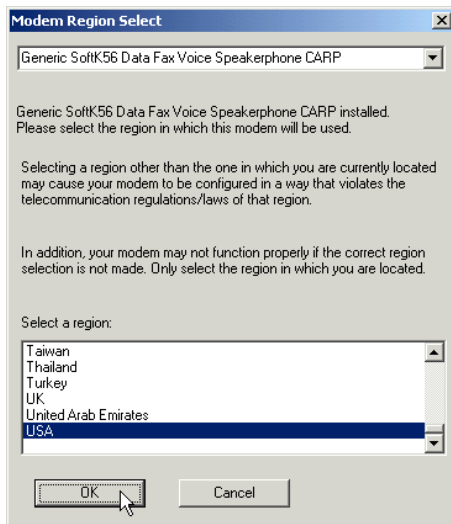 Modem Region Select
Generic SoftK56 Data Fax Voice Speakerphone CARP
Generic SoftK56 Data Fax Voice Speakerphone CARP installed.
Please select the region in which this modem will be used.
Selecting a region other than the one in which you are currently located
may cause your modem to be configured in a way that violates the
telecommunication regulations/laws of that region.
In addition, your modem may not function properly if the correct region
selection is not made. Only select the region in which you are located.
Select a region:
Taiwan
Thailand
Turkey
UK
United Arab Emirates
USA
OK
Cancel